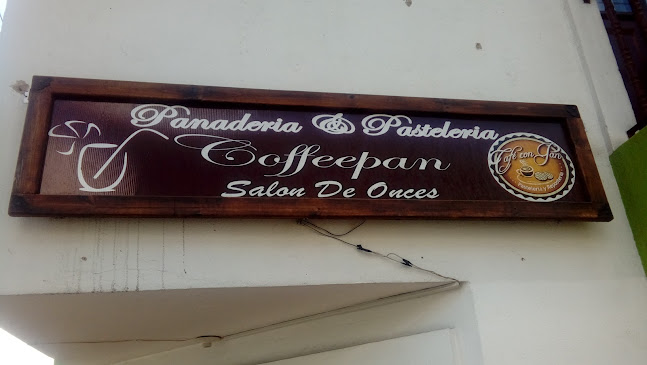 Panaderia & Pasteleria
Coffeepan
Salon De Onces
Café con Pan